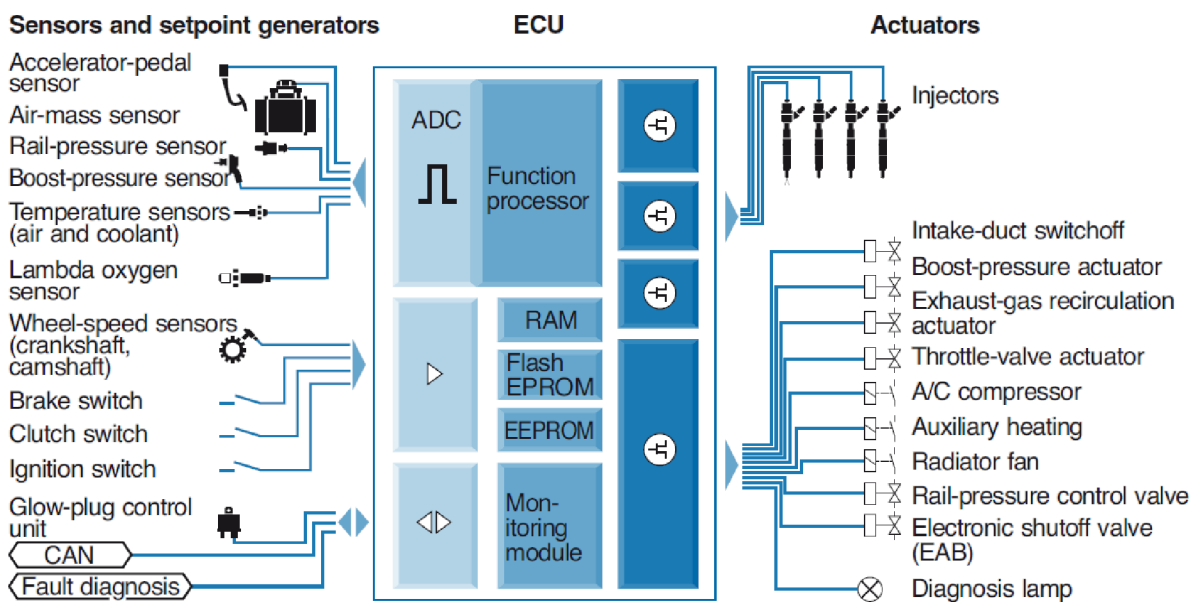 Sensors and setpoint generators
Accelerator-pedal
sensor
Air-mass sensor
Rail-pressure sensor
Boost-pressure sensor
Temperature sensors
(air and coolant)
Lambda oxygen
sensor
Wheel-speed sensors
(crankshaft,
camshaft)
Brake switch
Clutch switch
Ignition switch
Glow-plug control
unit
CAN
Fault diagnosis
ECU
ADC
Function
processor
RAM
Flash
EPROM
EEPROM
Mon-
itoring
module
Actuators
Injectors
Intake-duct switchoff
Boost-pressure actuator
Exhaust-gas recirculation
actuator
Throttle-valve actuator
A/C compressor
Auxiliary heating
Radiator fan
Rail-pressure control valve
Electronic shutoff valve
(EAB)
Diagnosis lamp